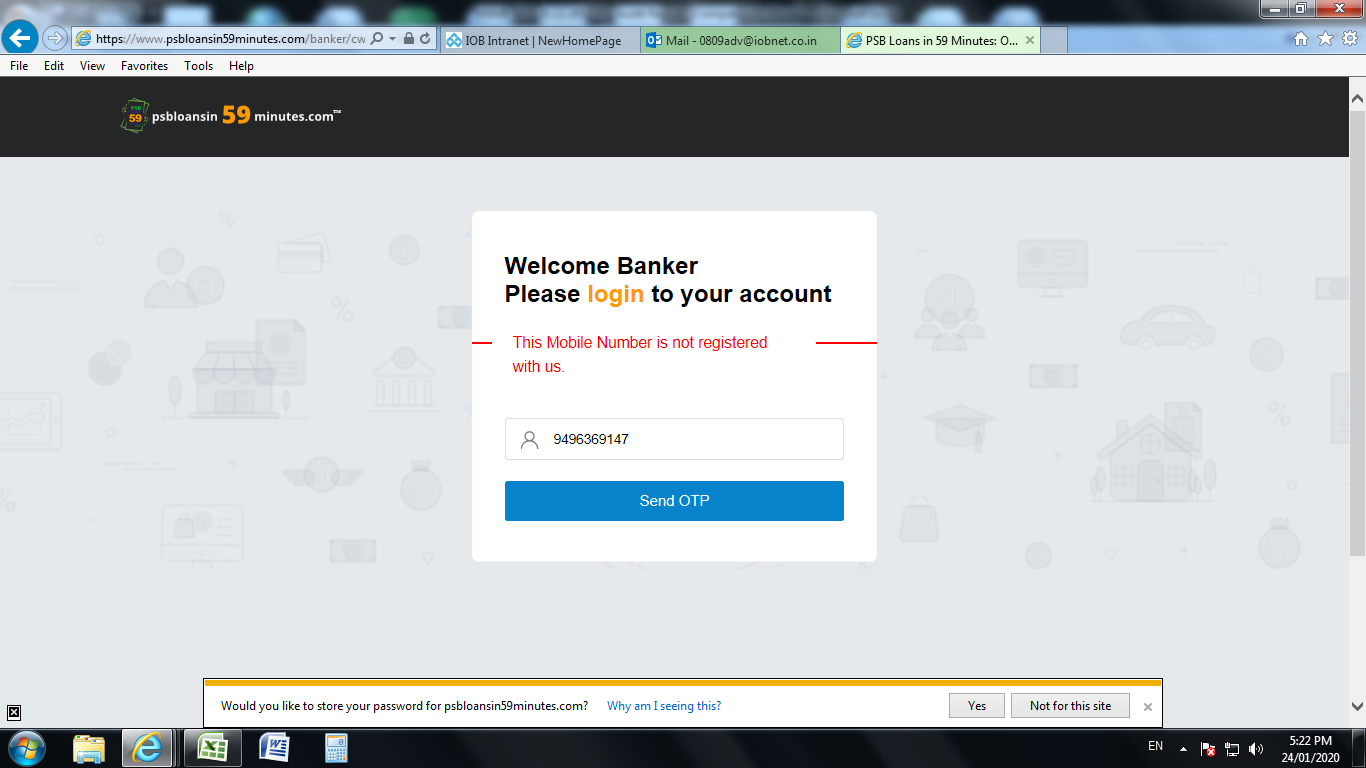 https://www.psbloansin59minutes.com/banker/cw
IOB Intranet | NewHomePage
Mail - 0809adv@iobnet.co.in
PSB Loans in 59 Minutes: O...
File Edit View Favorites Tools Help
PSB
59
psbloansin 59 minutes.com™
Welcome Banker
Please login to your account
This Mobile Number is not registered
with us.
9496369147
Send OTP
Would you like to store your password for psbloansin59minutes.com? Why am I seeing this? Yes Not for this site
EN
5:22 PM
24/01/2020